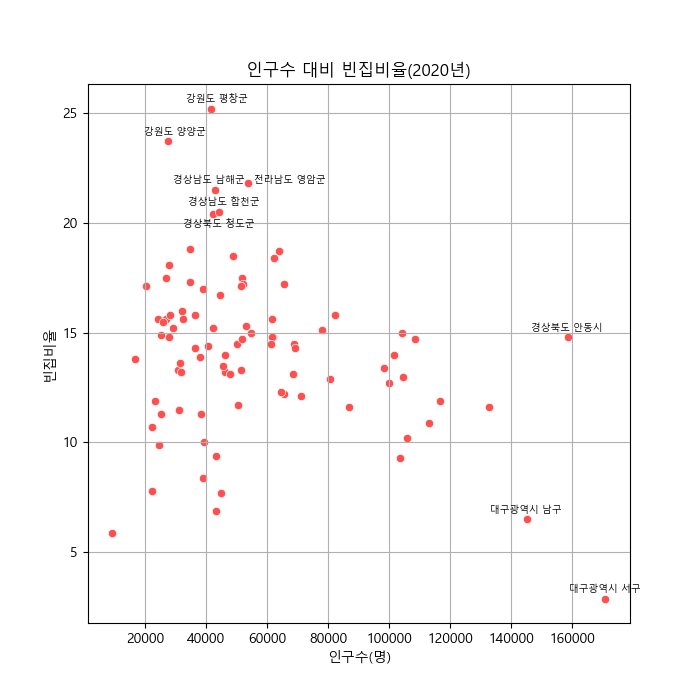 인구수 대비 빈집비율(2020년)
강원도 평창군
강원도 양양군
경상남도 남해군
전라남도 영암군
경상남도 합천군
경상북도 청도군
경상북도 안동시
대구광역시 남구
대구광역시 서구
빈집비율
25
20
15
10
5
20000 40000 60000 80000 100000 120000 140000 160000
인구수(명)